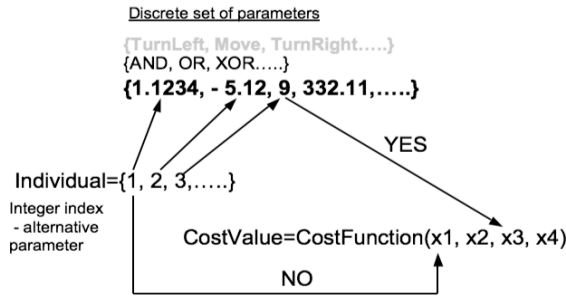 Discrete set of parameters
{TurnLeft, Move, TurnRight.....}
{AND, OR, XOR.....}
{1.1234, - 5.12, 9, 332.11,.....}
YES
Individual={1, 2, 3,.....}
Integer index
- alternative
parameter
CostValue=CostFunction(x1, x2, x3, x4)
NO